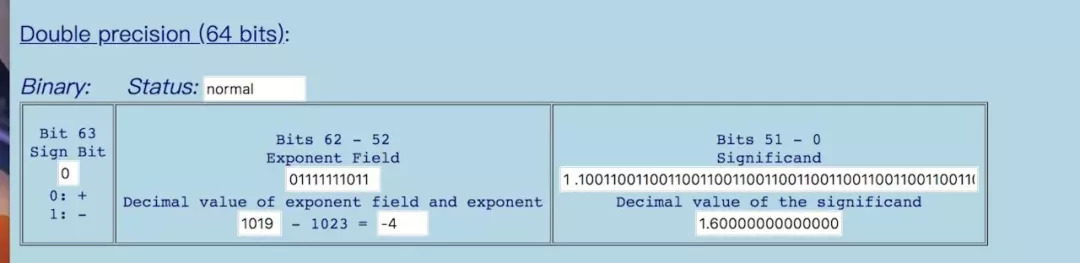 Double precision (64 bits):
Binary: Status: normal
Bit 63
Sign Bit
0
0: +
1: -
Bits 62 - 52
Exponent Field
01111111011
Decimal value of exponent field and exponent
1019 - 1023 = -4
Bits 51 - 0
Significand
1.1001100110011001100110011001100110011001100110011001100110(
Decimal value of the significand
1.60000000000000